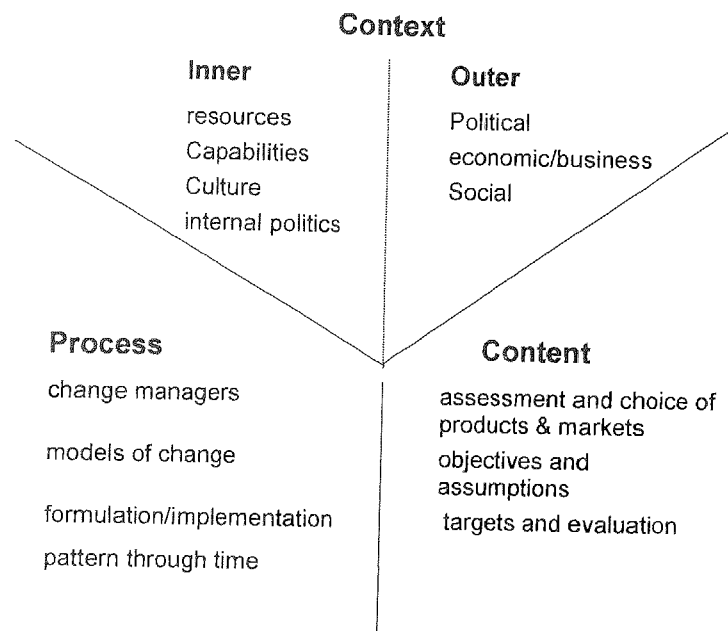 Context
Inner
resources
Capabilities
Culture
internal politics
Outer
Political
economic/business
Social
Process
change managers
models of change
formulation/implementation
pattern through time
Content
assessment and choice of
products & markets
objectives and
assumptions
targets and evaluation